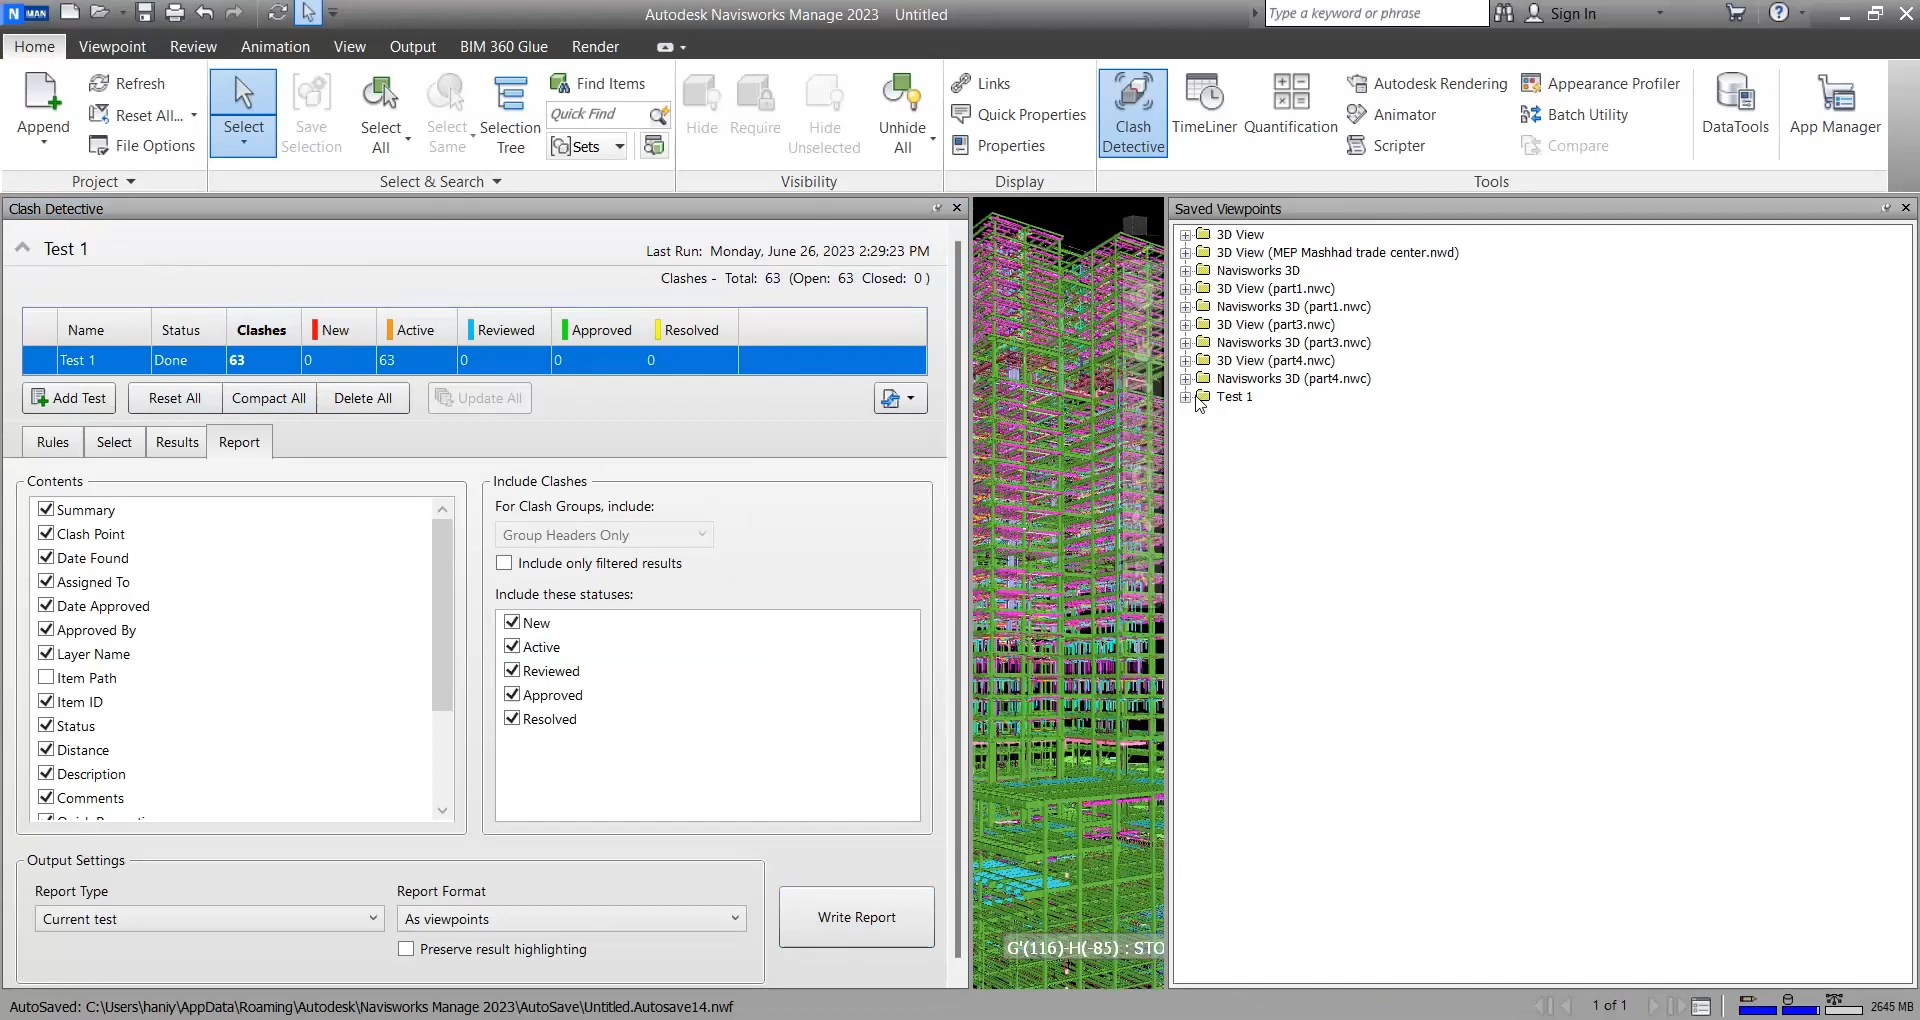 N MAN
Autodesk Navisworks Manage 2023 Untitled
Type a keyword or phrase
Sign In
Home Viewpoint Review Animation View Output BIM 360 Glue Render
Append
Refresh
Reset All...
File Options
Project
Select
Save Selection
Select All
Select Same
Selection Tree
Find Items
Quick Find
Sets
Select & Search
Hide
Require
Hide Unselected
Unhide All
Visibility
Links
Quick Properties
Properties
Display
Clash Detective
TimeLiner
Quantification
Autodesk Rendering
Animator
Scripter
Appearance Profiler
Batch Utility
Compare
DataTools
App Manager
Tools
Clash Detective
Test 1
Last Run: Monday, June 26, 2023 2:29:23 PM
Clashes - Total: 63 (Open: 63 Closed: 0 )
Name Status Clashes New Active Reviewed Approved Resolved
Test 1 Done 63 0 63 0 0 0
Add Test Reset All Compact All Delete All Update All
Rules Select Results Report
Contents
Summary
Clash Point
Date Found
Assigned To
Date Approved
Approved By
Layer Name
Item Path
Item ID
Status
Distance
Description
Comments
Include Clashes
For Clash Groups, include:
Group Headers Only
Include only filtered results
Include these statuses:
New
Active
Reviewed
Approved
Resolved
Output Settings
Report Type
Current test
Report Format
As viewpoints
Preserve result highlighting
Write Report
G'(116)-H(-85) : STO
Saved Viewpoints
3D View
3D View (MEP Mashhad trade center.nwd)
Navisworks 3D
3D View (part1.nwc)
Navisworks 3D (part1.nwc)
3D View (part3.nwc)
Navisworks 3D (part3.nwc)
3D View (part4.nwc)
Navisworks 3D (part4.nwc)
Test 1
AutoSaved: C:\Users\haniy\AppData\Roaming\Autodesk\Navisworks Manage 2023\AutoSave\Untitled.Autosave14.nwf
1 of 1
2645 MB